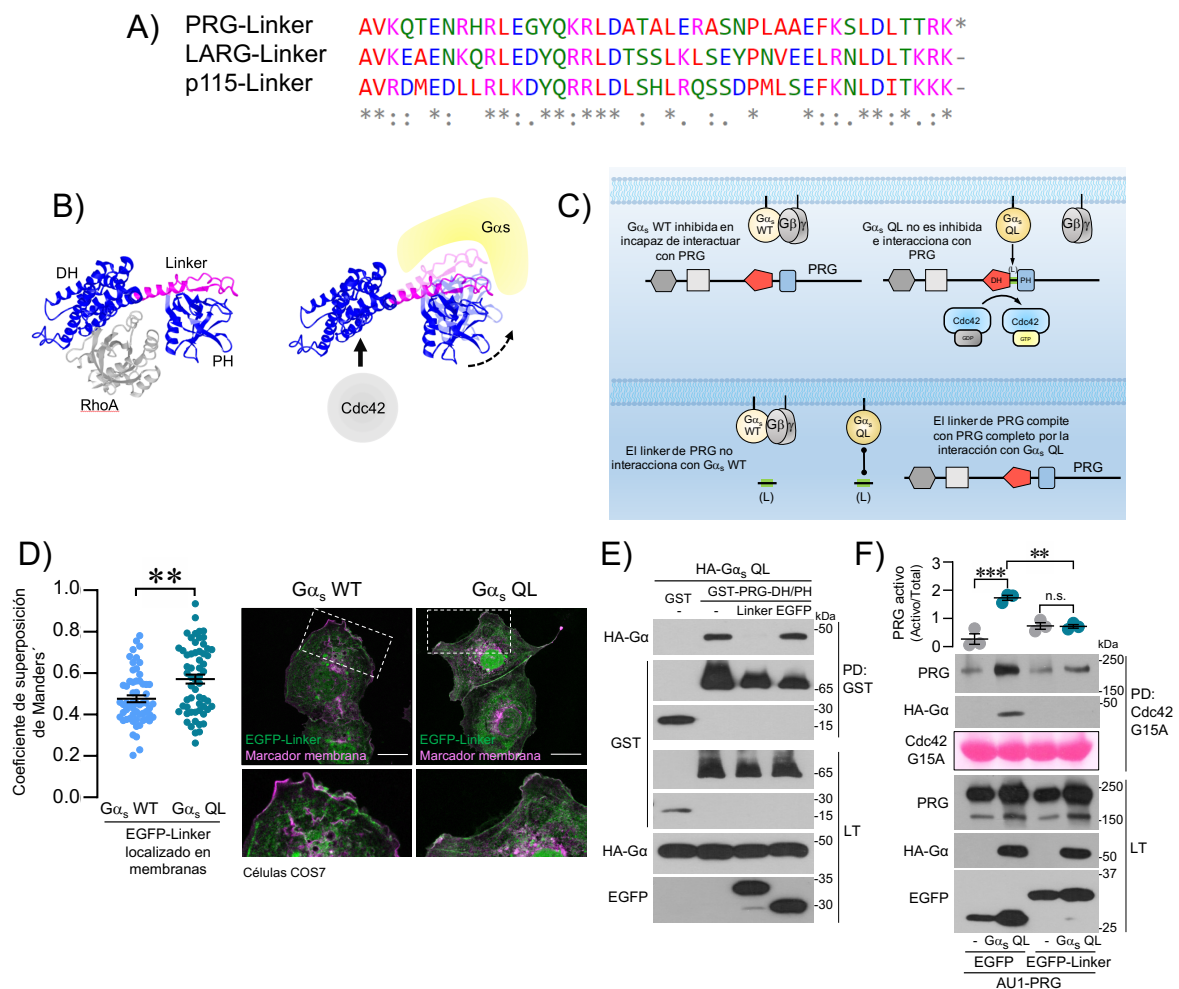 A)
PRG-Linker AVKQTENRHRLEGYQKRLDATALERASNPLAAEFKSLDLTTRK*
LARG-Linker AVKEAENKQRLEDYQRRLDTSSLKLSEYPNVEELRNLDLTKRK-
p115-Linker AVRDMEDLLRLKDYQRRLDLSHLRQSSDPMLSEFKNLDITKKK-
**:: *: **:.**:*** : *. :. * *::.**:*.:*
B)
DH
Linker
PH
RhoA
Gαs
Cdc42
C)
Gαs WT inhibida en
incapaz de interactuar
con PRG
Gαs
WT
Gβγ
PRG
Gαs QL no es inhibida
e interacciona con
PRG
Gαs
QL
Gβγ
(L)
DH
PH
Cdc42
GDP
Cdc42
GTP
El linker de PRG no
interacciona con Gαs WT
Gαs
WT
Gβγ
(L)
Gαs
QL
(L)
El linker de PRG compite
con PRG completo por la
interacción con Gαs QL
PRG
D)
Coeficiente de superposición
de Manders´
1.0
0.8
0.6
0.4
0.2
0.0
**
Gαs WT Gαs QL
EGFP-Linker
localizado en
membranas
Gαs WT
EGFP-Linker
Marcador membrana
Gαs QL
EGFP-Linker
Marcador membrana
Células COS7
E)
HA-Gαs QL
GST GST-PRG-DH/PH
- - Linker EGFP
kDa
HA-Gα
-50
GST
-65
-30
-15
PD:
GST
-65
-30
-15
HA-Gα
-50
EGFP
-35
-30
LT
F)
PRG activo
(Activo/Total)
3
2
1
0
***
**
n.s.
kDa
PRG
-250
-150
HA-Gα
-50
Cdc42
G15A
PD:
Cdc42
G15A
PRG
-250
-150
HA-Gα
-50
EGFP
-37
-25
LT
- Gαs QL - Gαs QL
EGFP EGFP-Linker
AU1-PRG